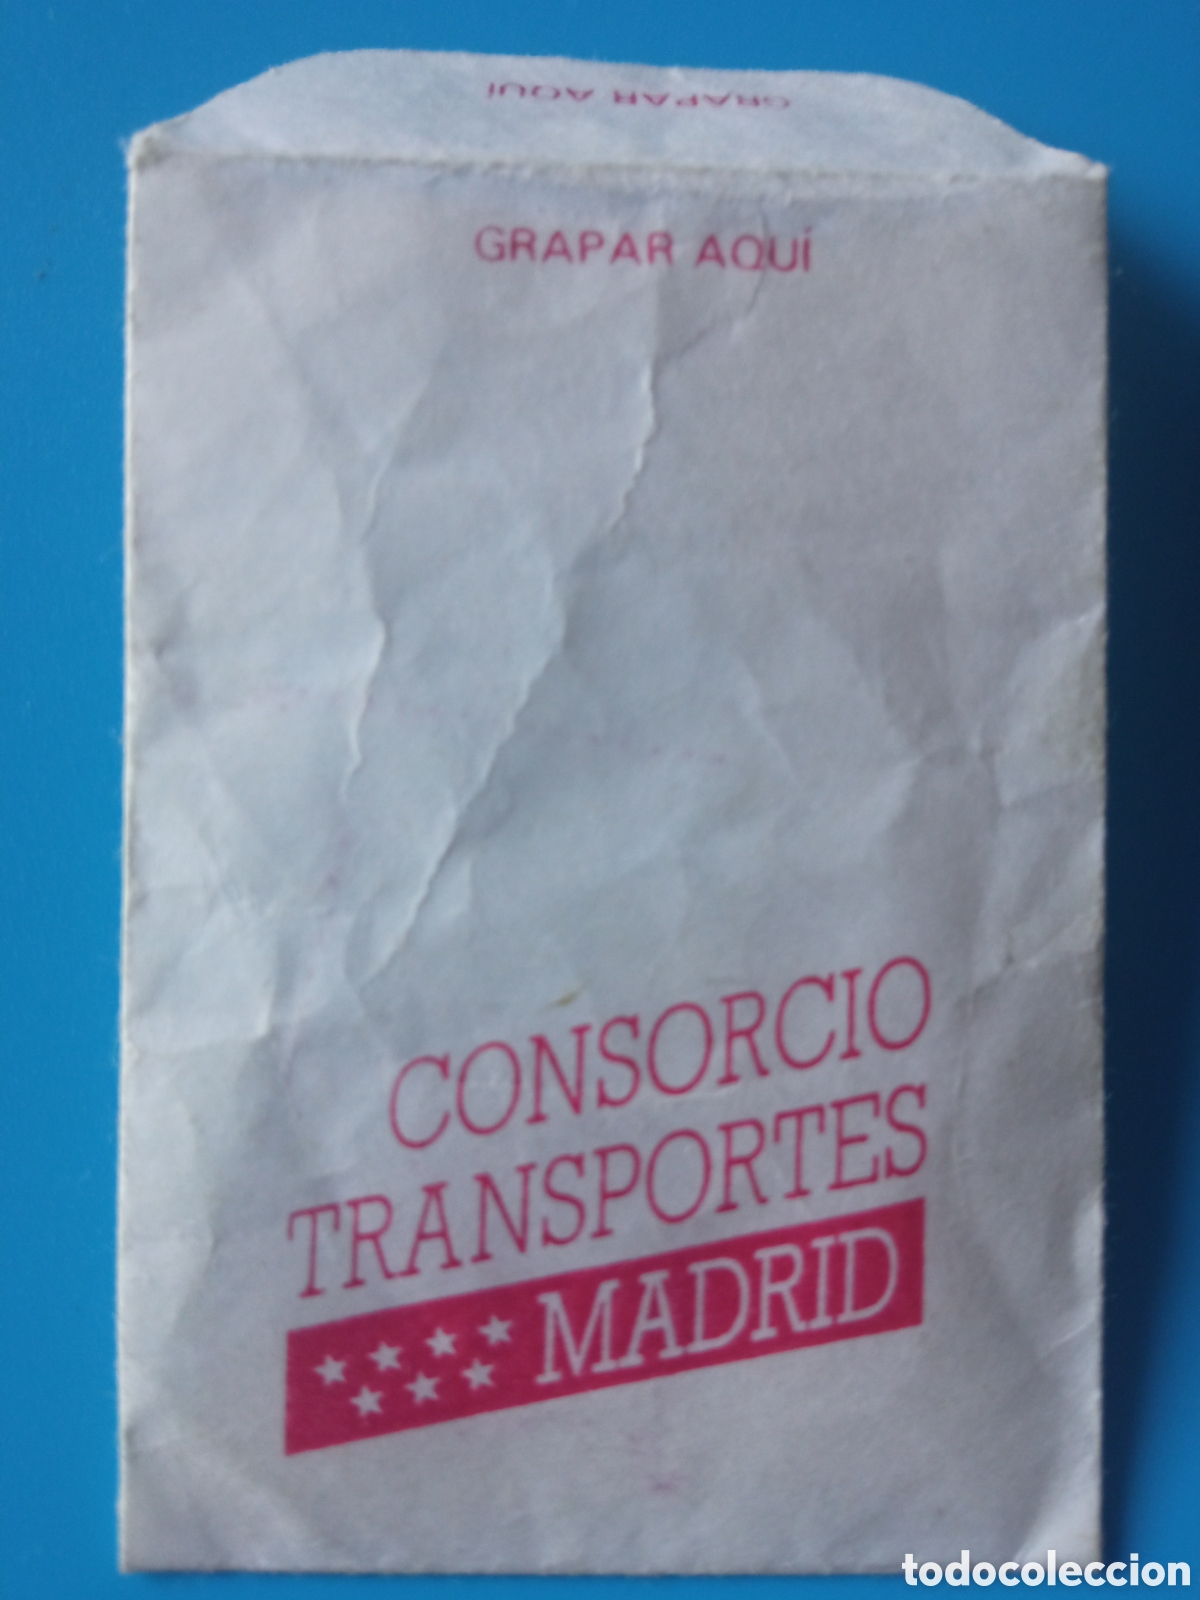 GRAPAR AQUÍ
GRAPAR AQUÍ
CONSORCIO
TRANSPORTES
MADRID
todocoleccion